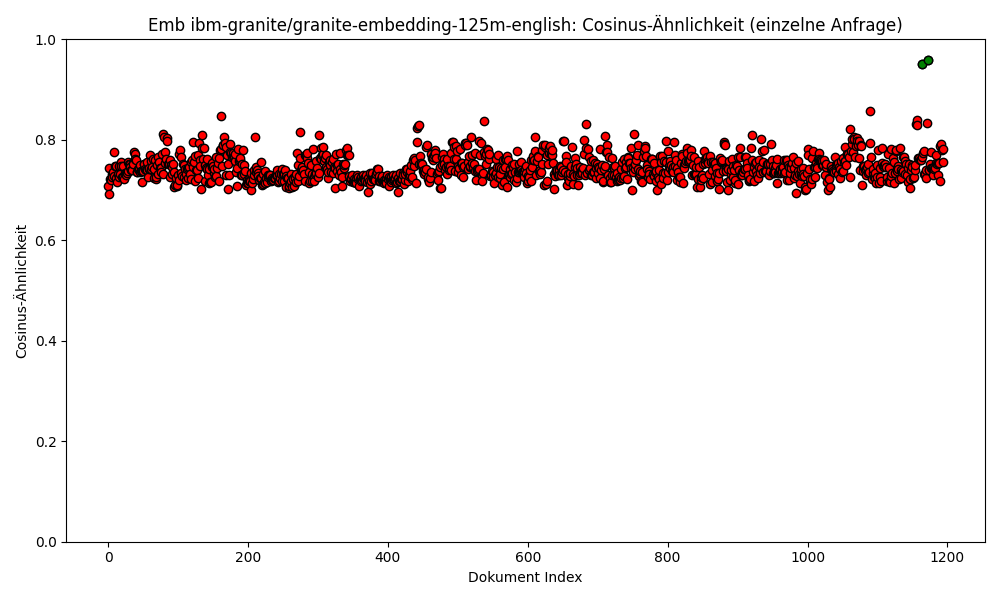 Emb ibm-granite/granite-embedding-125m-english: Cosinus-Ähnlichkeit (einzelne Anfrage)
1.0
0.8
0.6
0.4
0.2
0.0
Cosinus-Ähnlichkeit
0 200 400 600 800 1000 1200
Dokument Index